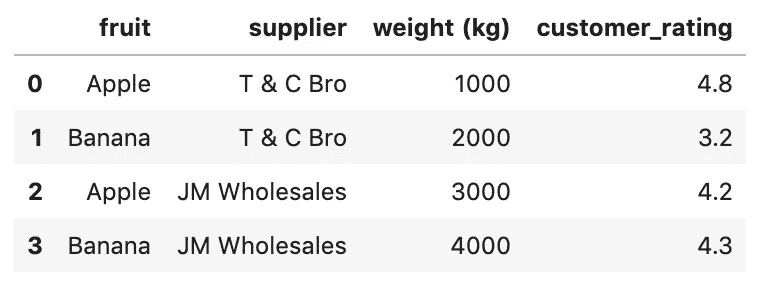 fruit supplier weight (kg) customer_rating
0 Apple T & C Bro 1000 4.8
1 Banana T & C Bro 2000 3.2
2 Apple JM Wholesales 3000 4.2
3 Banana JM Wholesales 4000 4.3